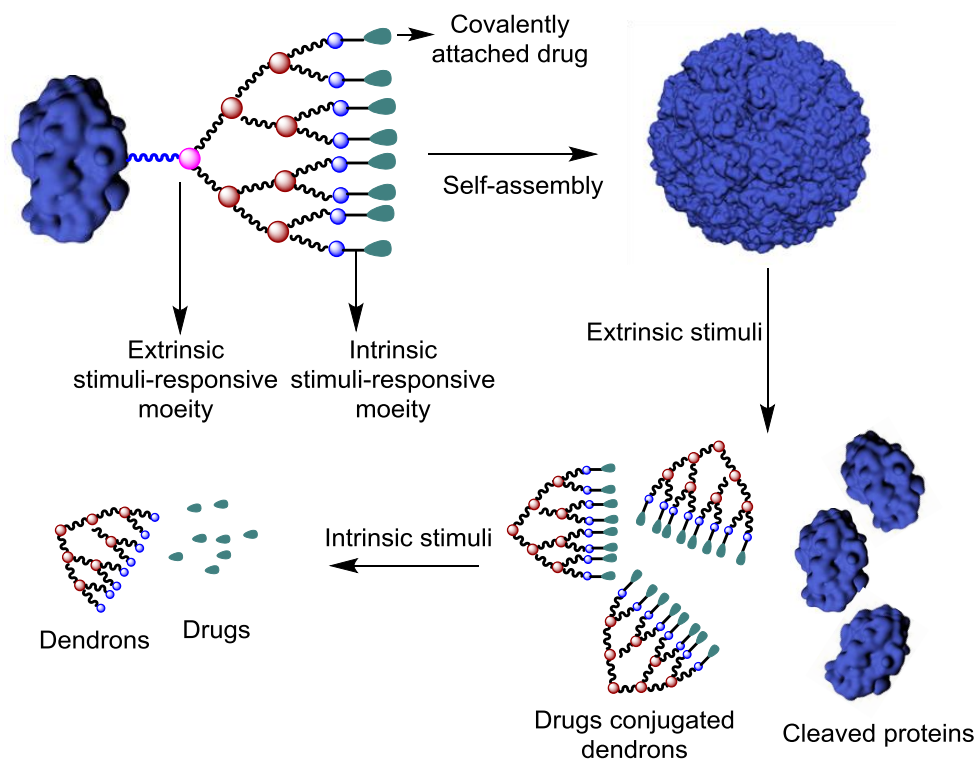 Covalently
attached drug
Self-assembly
Extrinsic
stimuli-responsive
moeity
Intrinsic
stimuli-responsive
moeity
Extrinsic stimuli
Intrinsic stimuli
Dendrons
Drugs
Drugs conjugated
dendrons
Cleaved proteins